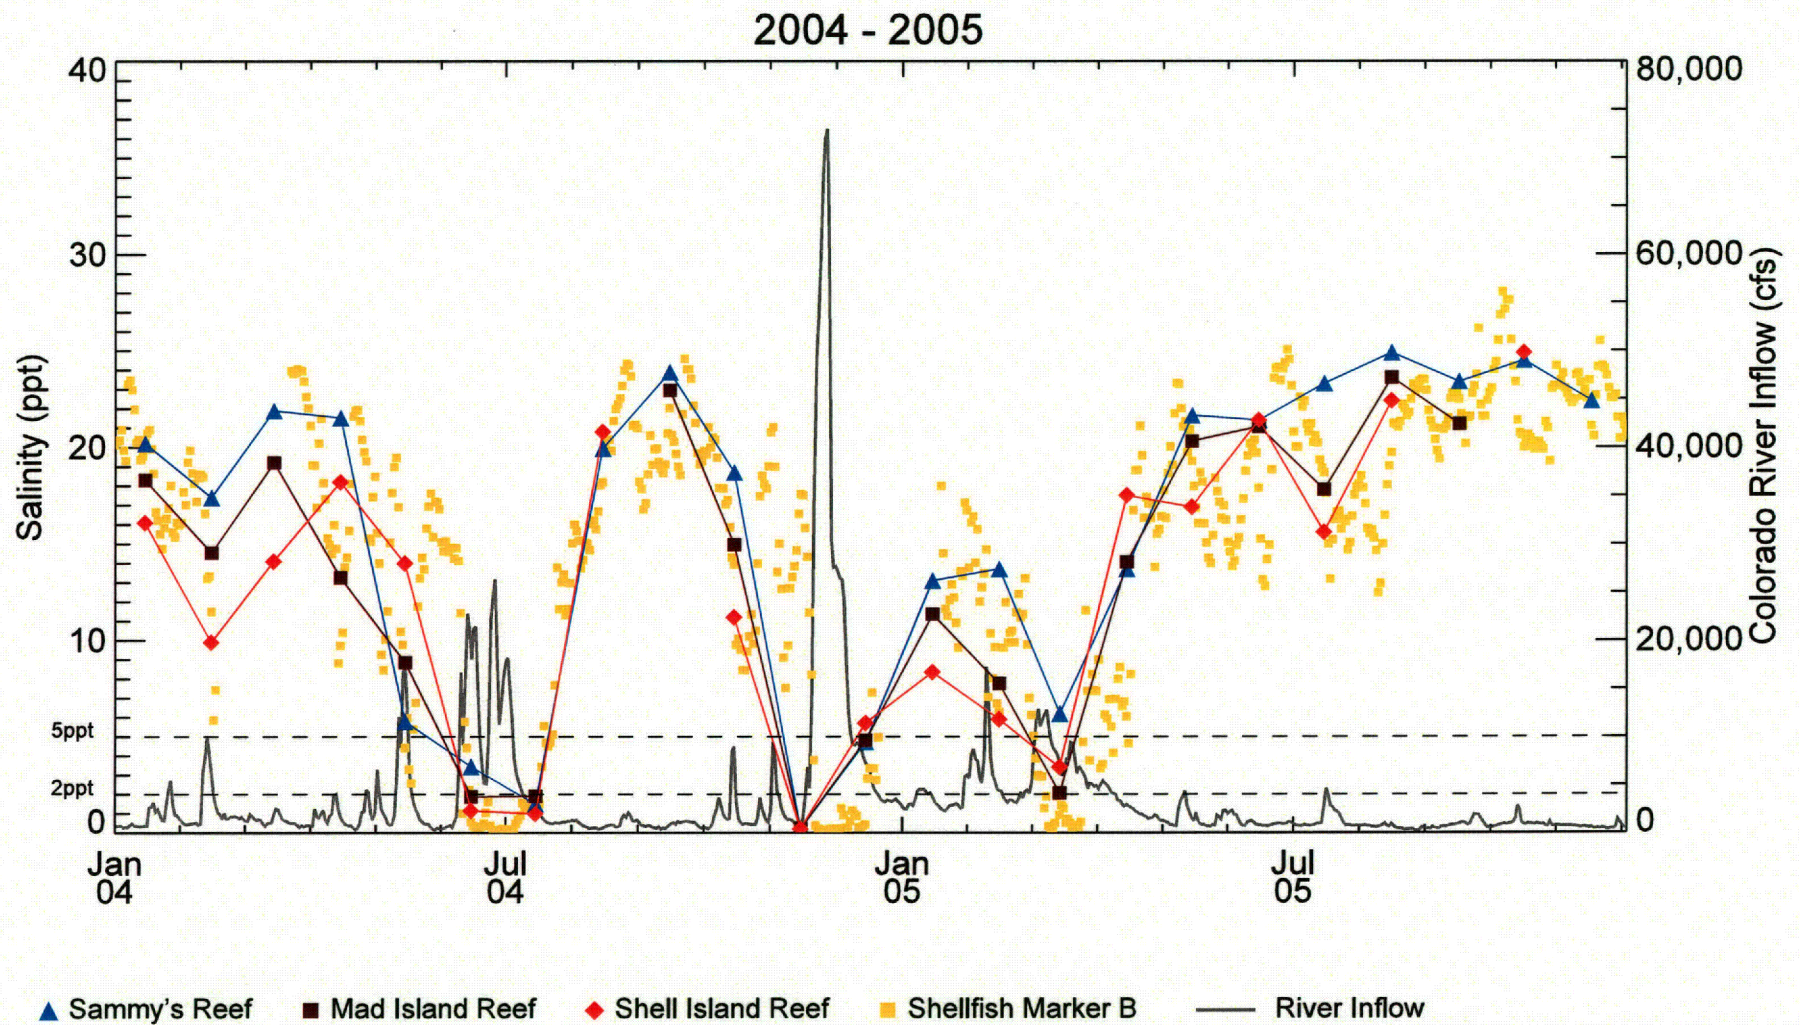 2004 - 2005
40
30
20
10
5ppt
2ppt
0
Salinity (ppt)
80,000
60,000
40,000
20,000
0
Colorado River Inflow (cfs)
Jan
04
Jul
04
Jan
05
Jul
05
Sammy's Reef Mad Island Reef Shell Island Reef Shellfish Marker B River Inflow